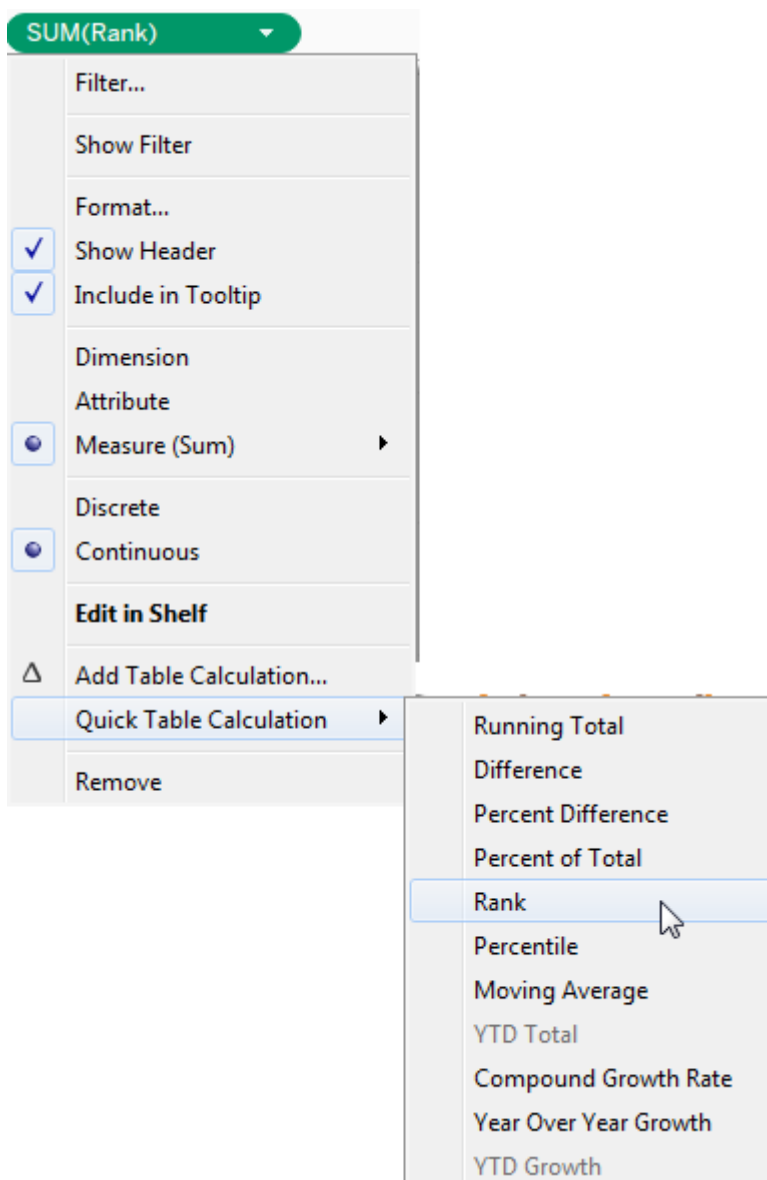 SUM(Rank)
Filter...
Show Filter
Format...
Show Header
Include in Tooltip
Dimension
Attribute
Measure (Sum)
Discrete
Continuous
Edit in Shelf
Add Table Calculation...
Quick Table Calculation
Remove
Running Total
Difference
Percent Difference
Percent of Total
Rank
Percentile
Moving Average
YTD Total
Compound Growth Rate
Year Over Year Growth
YTD Growth